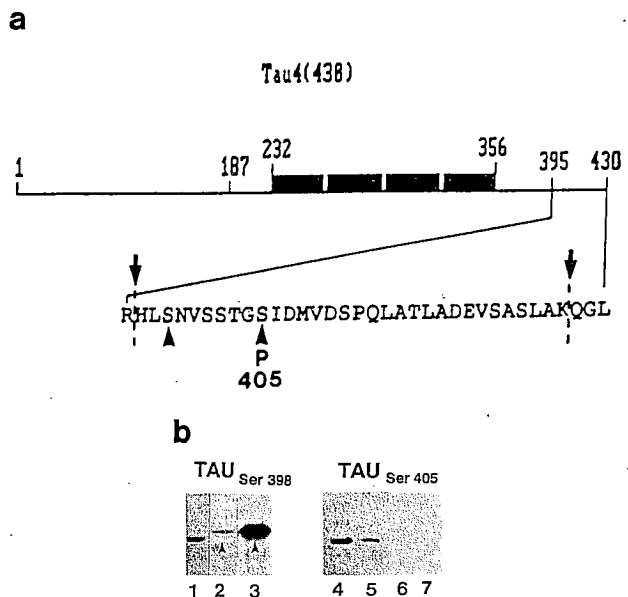 a
Tau4(438)
1 187 232 356 395 430
RHLSNVSSTGSIDMVDSPQLATLADEVSASLAKQGL
P
405
b
TAU Ser 398 TAU Ser 405
1 2 3 4 5 6 7